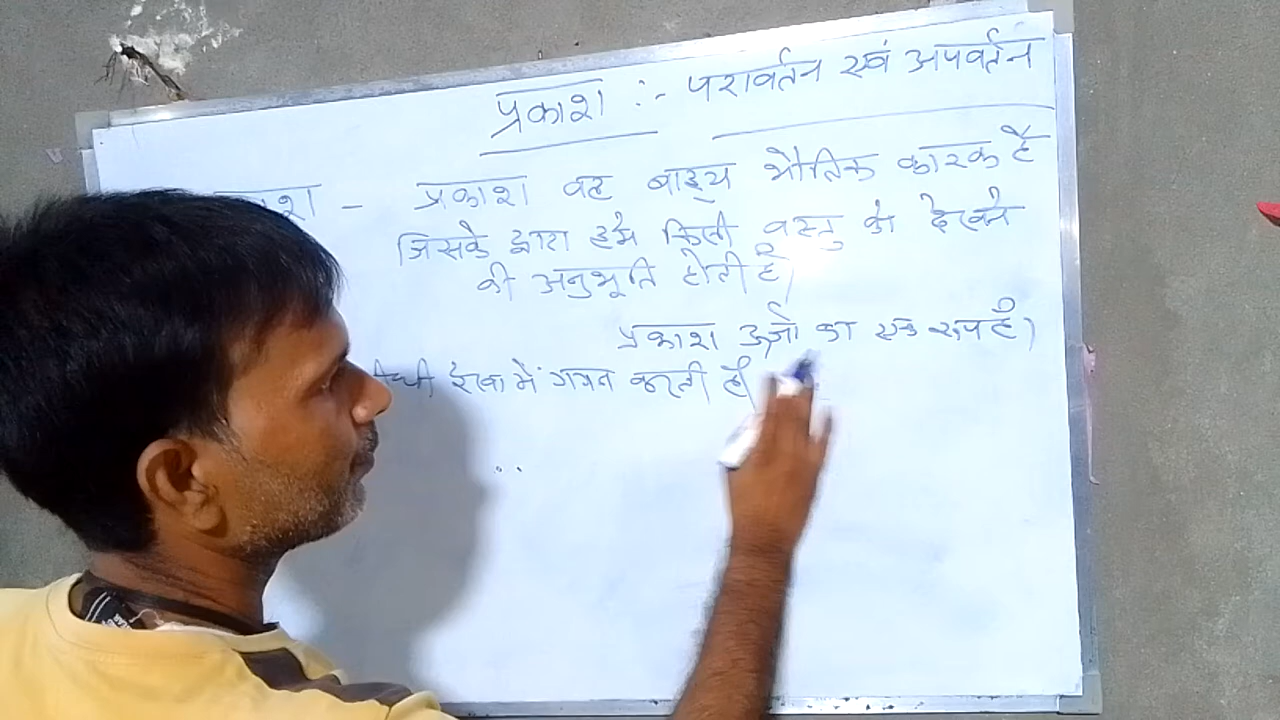 प्रकाश :- परावर्तन एवं अपवर्तन
प्रकाश वह बाह्य भौतिक कारक है
जिसके द्वारा हमे किसी वस्तु को देखने
की अनुभूति होती है।
प्रकाश ऊर्जा का एक रूप है।
रेखा में गमन करती है